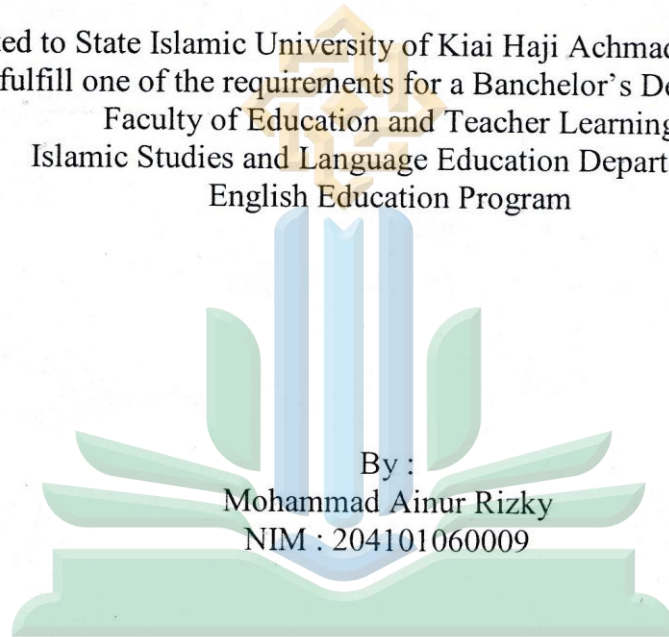 ted to State Islamic University of Kiai Haji Achmad
fulfill one of the requirements for a Banchelor's De
Faculty of Education and Teacher Learning
Islamic Studies and Language Education Depart
English Education Program
By :
Mohammad Ainur Rizky
NIM : 204101060009